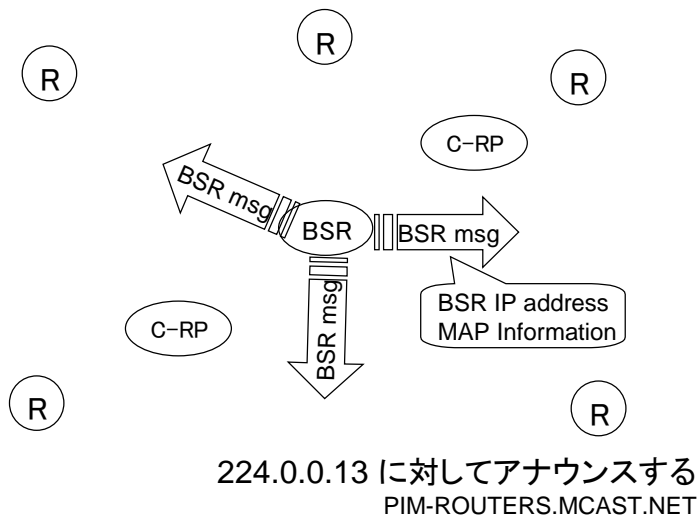 R
R
R
C-RP
BSR msg
BSR
BSR msg
BSR msg
BSR IP address
MAP Information
C-RP
R
R
224.0.0.13 に対してアナウンスする
PIM-ROUTERS.MCAST.NET